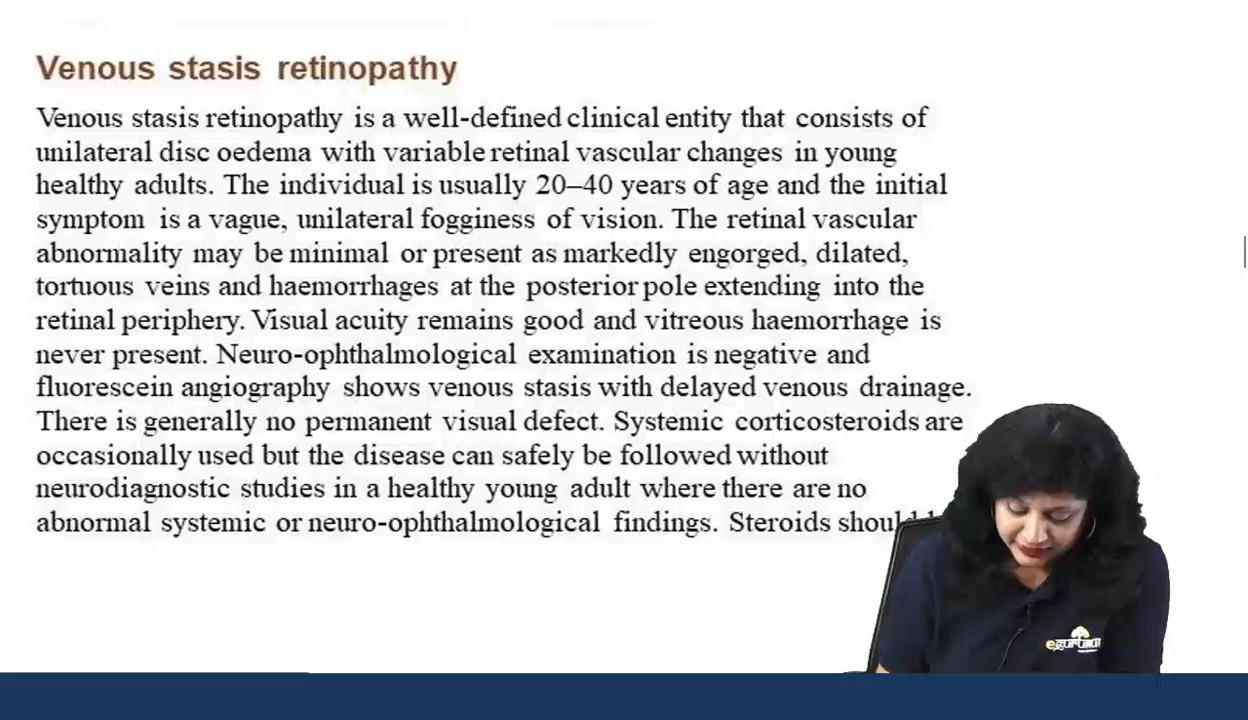 Venous stasis retinopathy
Venous stasis retinopathy is a well-defined clinical entity that consists of
unilateral disc oedema with variable retinal vascular changes in young
healthy adults. The individual is usually 20–40 years of age and the initial
symptom is a vague, unilateral fogginess of vision. The retinal vascular
abnormality may be minimal or present as markedly engorged, dilated,
tortuous veins and haemorrhages at the posterior pole extending into the
retinal periphery. Visual acuity remains good and vitreous haemorrhage is
never present. Neuro-ophthalmological examination is negative and
fluorescein angiography shows venous stasis with delayed venous drainage.
There is generally no permanent visual defect. Systemic corticosteroids are
occasionally used but the disease can safely be followed without
neurodiagnostic studies in a healthy young adult where there are no
abnormal systemic or neuro-ophthalmological findings. Steroids should